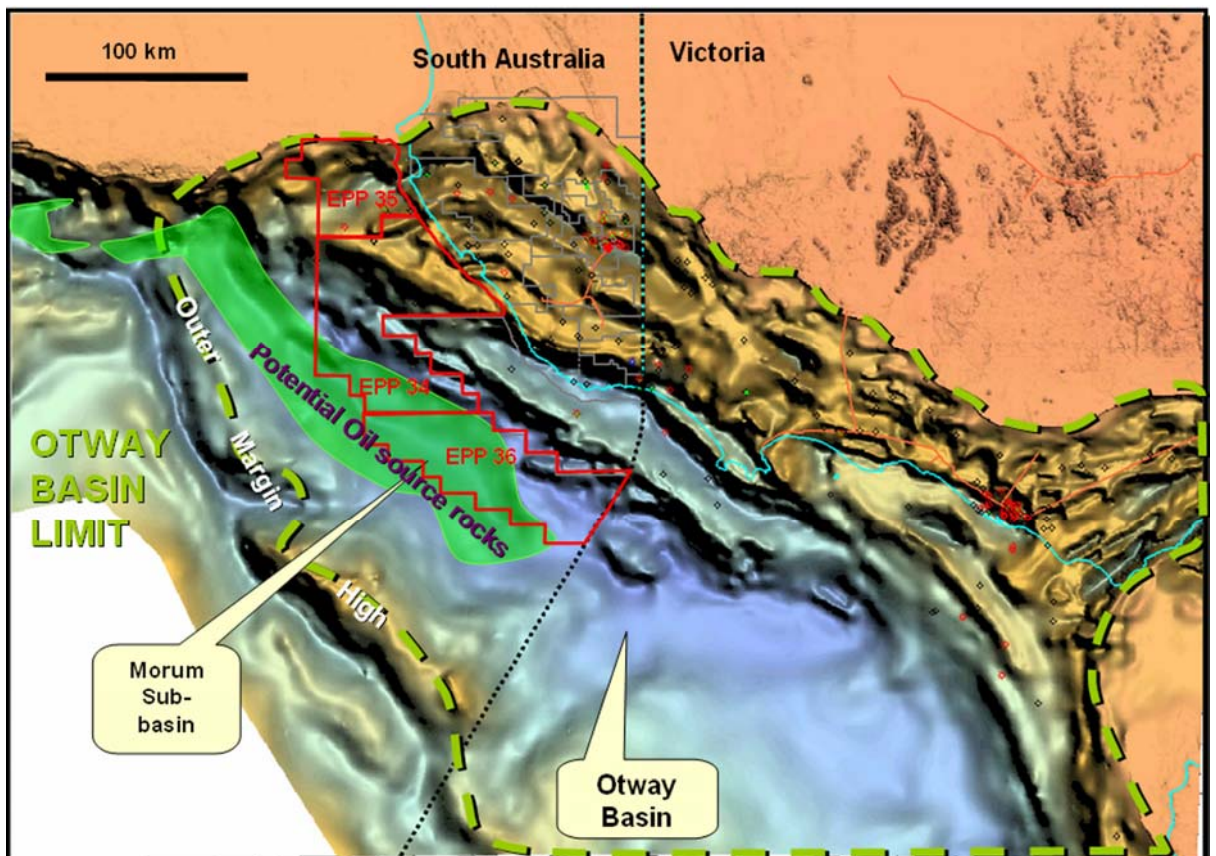 100 km
South Australia
Victoria
EPP 35
Outer
Margin
High
Potential Oil source rocks
EPP 34
EPP 36
OTWAY
BASIN
LIMIT
Morum
Sub-
basin
Otway
Basin